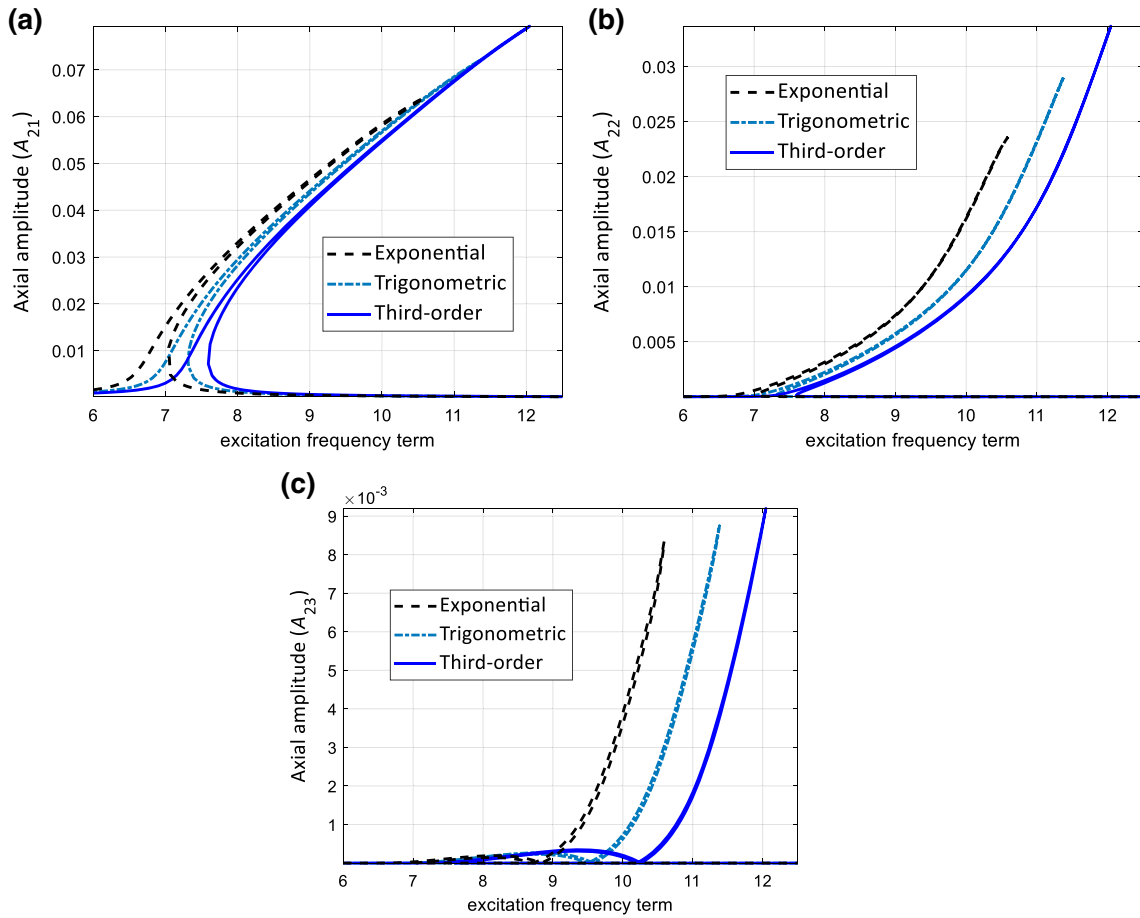 (a)
Axial amplitude (A21)
0.07
0.06
0.05
0.04
0.03
0.02
0.01
6 7 8 9 10 11 12
excitation frequency term
Exponential
Trigonometric
Third-order
(b)
Axial amplitude (A22)
0.03
0.025
0.02
0.015
0.01
0.005
0
6 7 8 9 10 11 12
excitation frequency term
Exponential
Trigonometric
Third-order
(c)
×10-3
Axial amplitude (A23)
9
8
7
6
5
4
3
2
1
0
6 7 8 9 10 11 12
excitation frequency term
Exponential
Trigonometric
Third-order